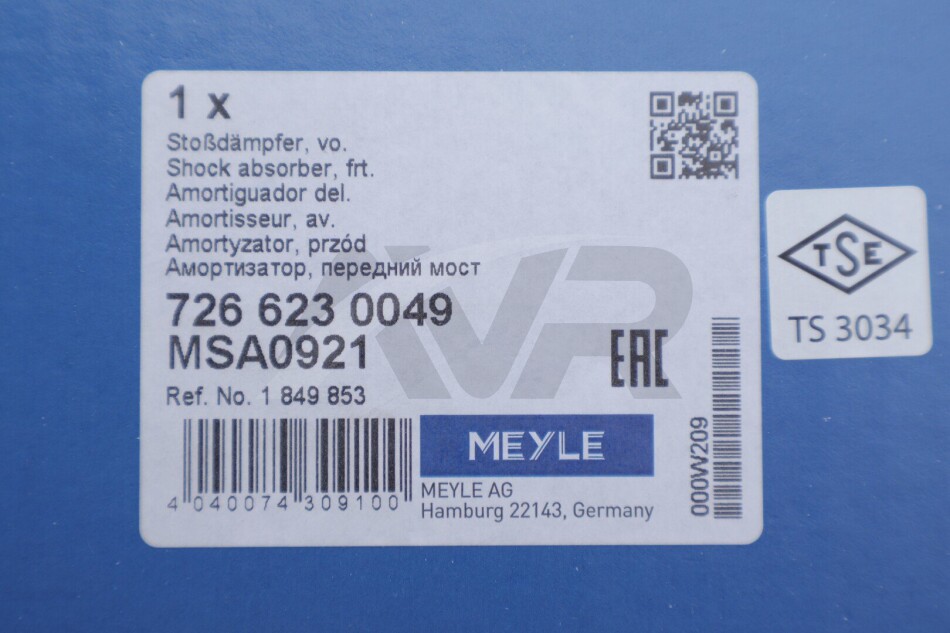 1 x
Stoßdämpfer, vo.
Shock absorber, frt.
Amortiguador del.
Amortisseur, av.
Amortyzator, przód
Амортизатор, передний мост
726 623 0049
MSA0921
Ref. No. 1 849 853
4 040074 309100
MEYLE
MEYLE AG
Hamburg 22143, Germany
EAC
000W209
TSE
TS 3034
VR